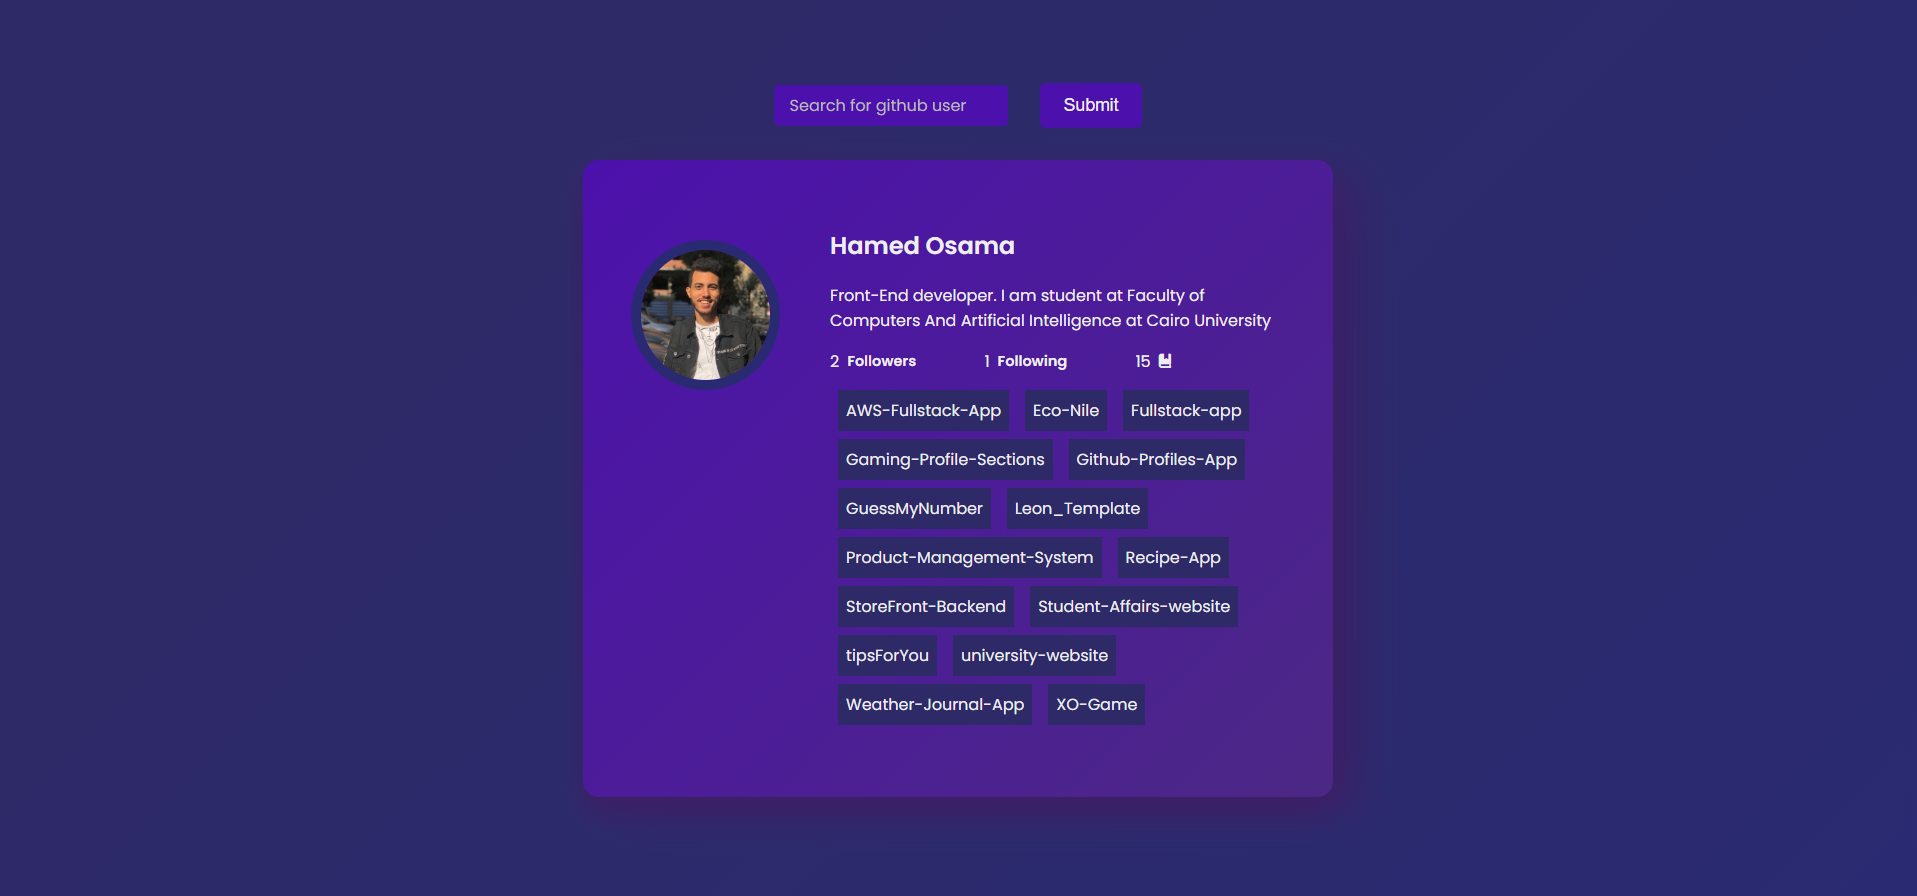 Search for github user Submit
Hamed Osama
Front-End developer. I am student at Faculty of
Computers And Artificial Intelligence at Cairo University
2 Followers 1 Following 15
AWS-Fullstack-App Eco-Nile Fullstack-app
Gaming-Profile-Sections Github-Profiles-App
GuessMyNumber Leon_Template
Product-Management-System Recipe-App
StoreFront-Backend Student-Affairs-website
tipsForYou university-website
Weather-Journal-App XO-Game